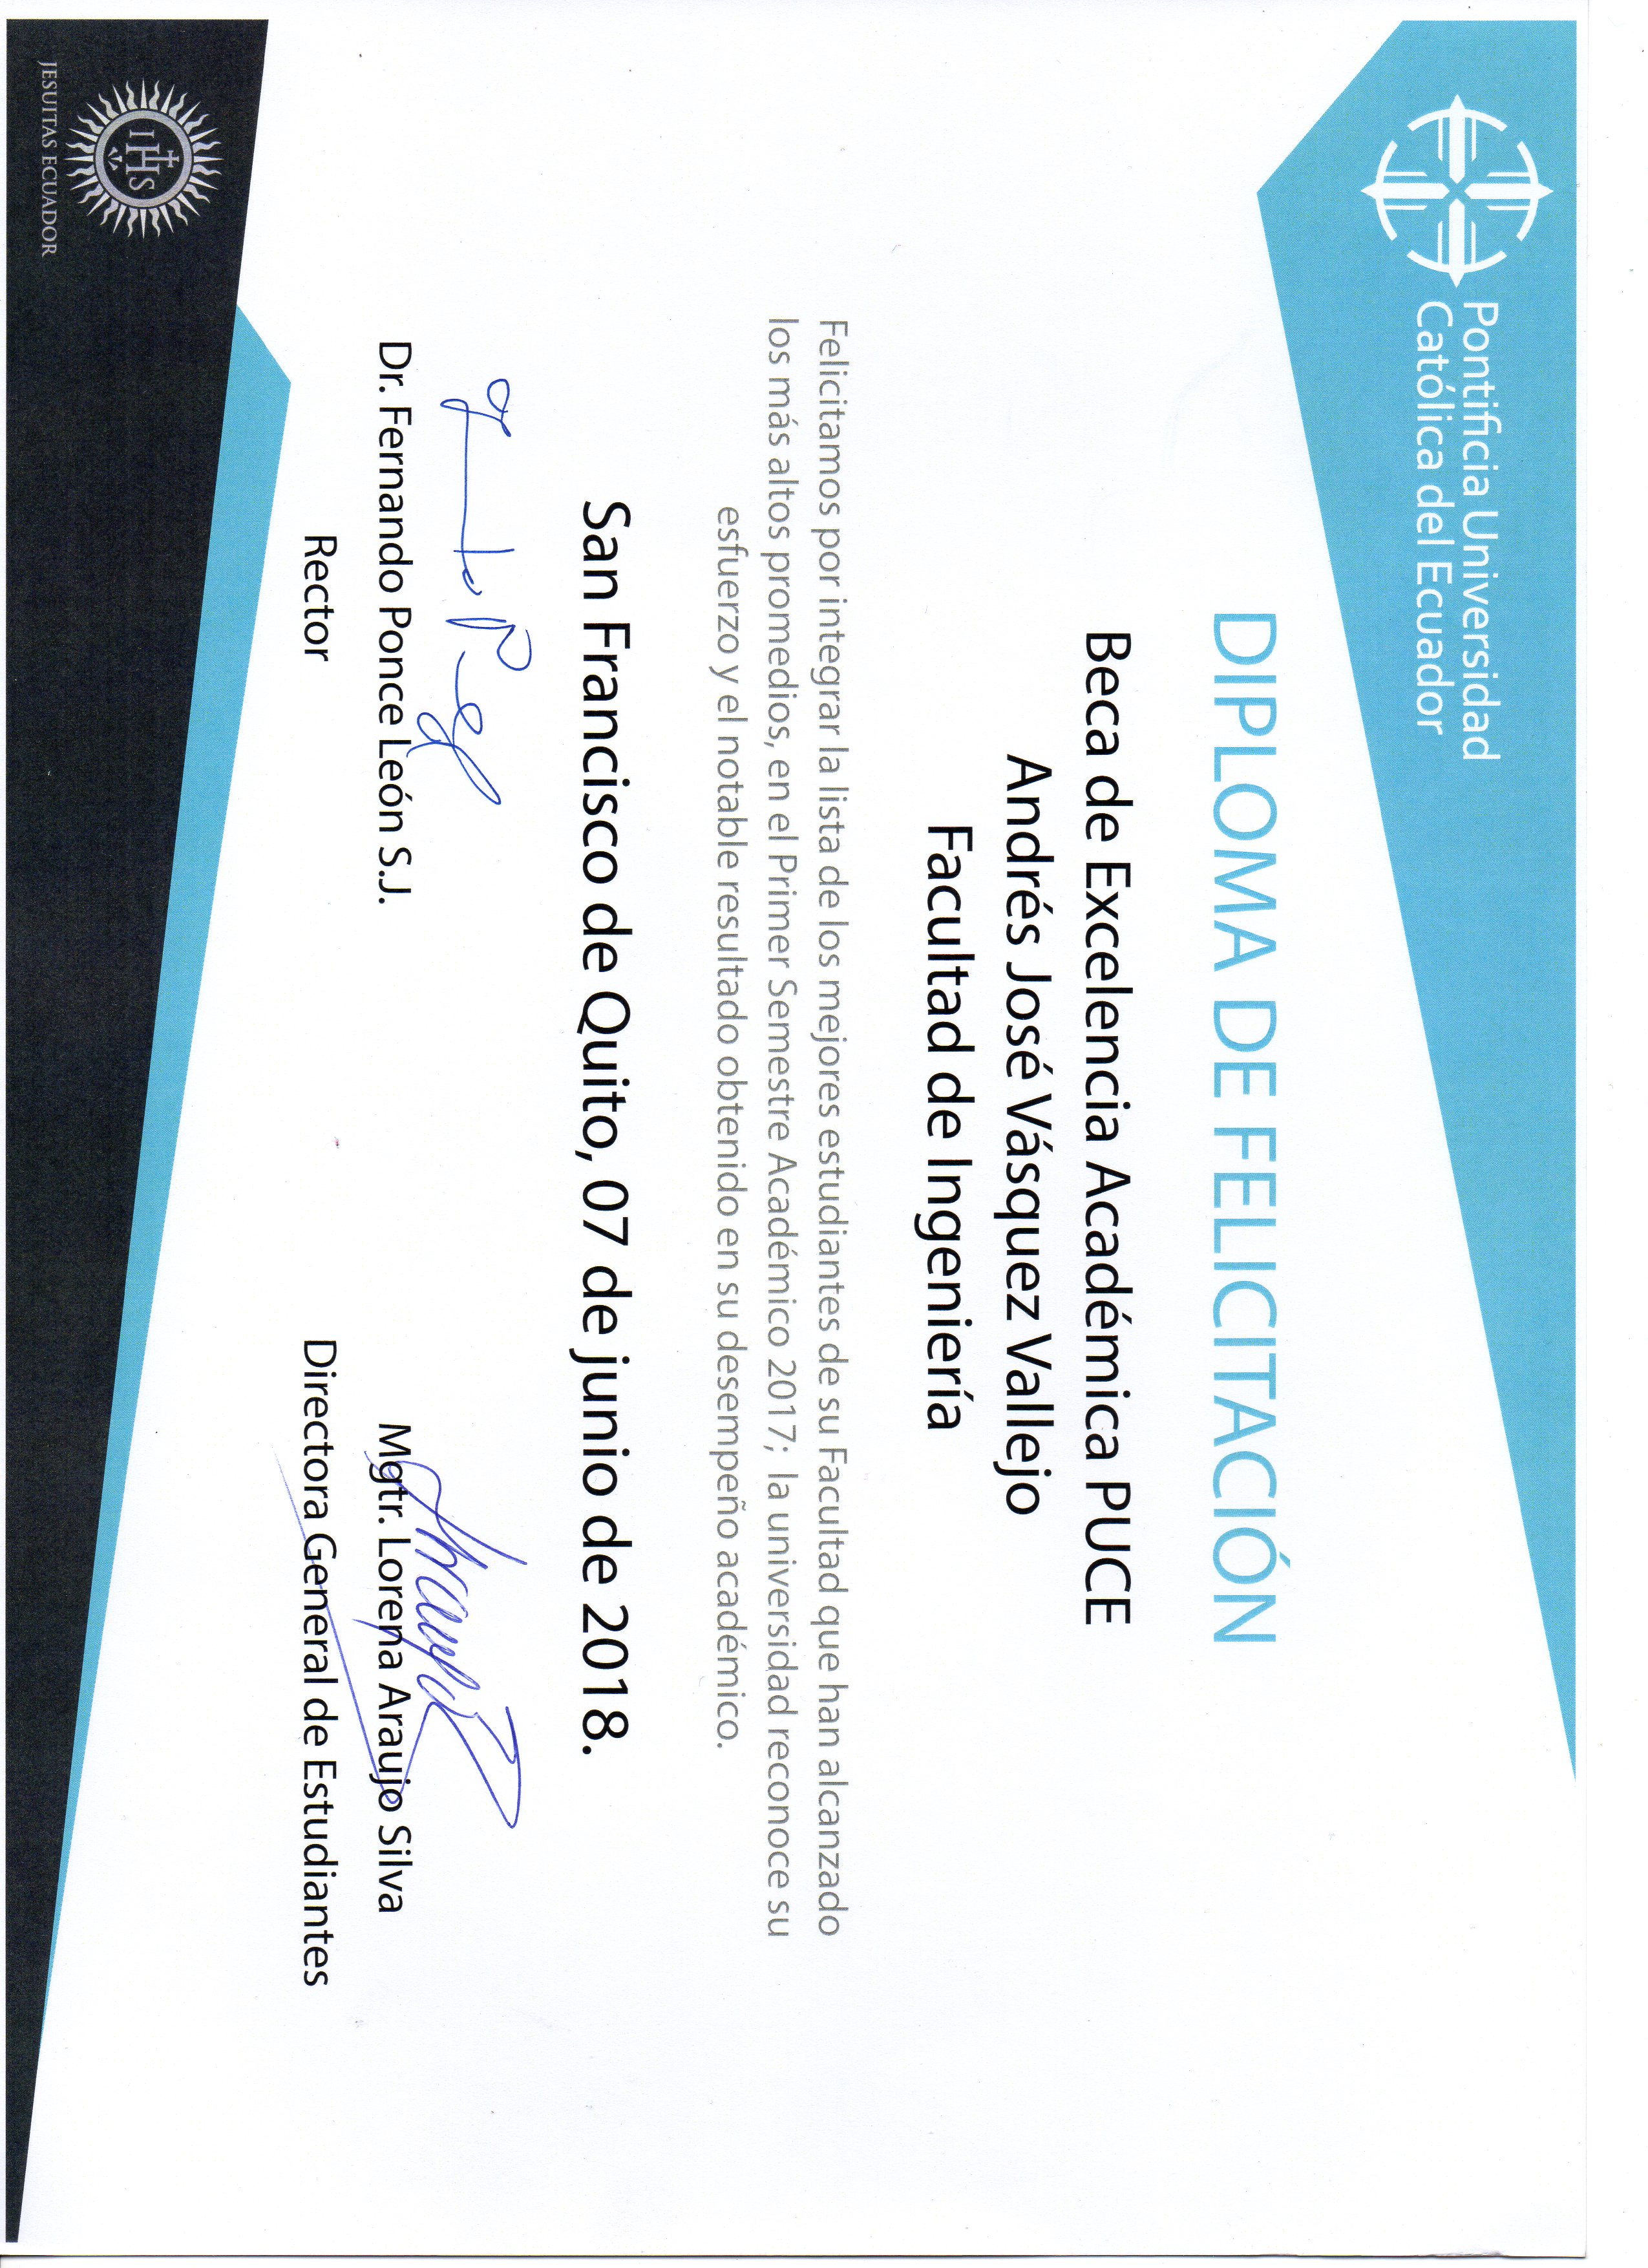 Pontificia Universidad
Católica del Ecuador
DIPLOMA DE FELICITACIÓN
Beca de Excelencia Académica PUCE
Andrés José Vásquez Vallejo
Facultad de Ingeniería
Felicitamos por integrar la lista de los mejores estudiantes de su Facultad que han alcanzado
los más altos promedios, en el Primer Semestre Académico 2017; la universidad reconoce su
esfuerzo y el notable resultado obtenido en su desempeño académico.
San Francisco de Quito, 07 de junio de 2018.
Dr. Fernando Ponce León S.J.
Rector
Mgtr. Lorena Araujo Silva
Directora General de Estudiantes
IHS
JESUITAS ECUADOR